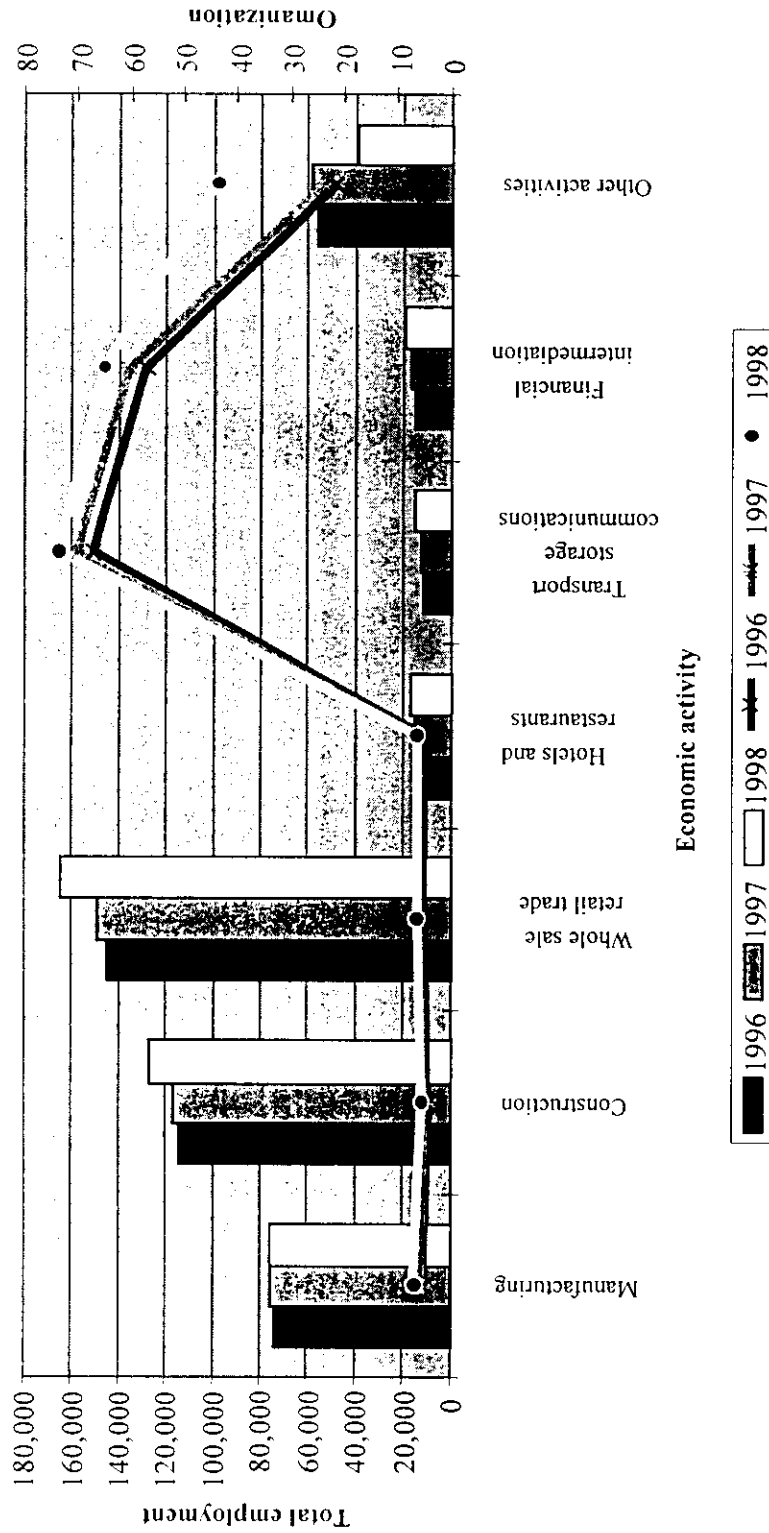 Total employment
180,000
160,000
140,000
120,000
100,000
80,000
60,000
40,000
20,000
0
Omanization
80
70
60
50
40
30
20
10
0
Manufacturing
Construction
Whole sale
retail trade
Hotels and
restaurants
Transport
storage
communications
Financial
intermediation
Other activities
Economic activity
1996 1997 1998 1996 1997 1998